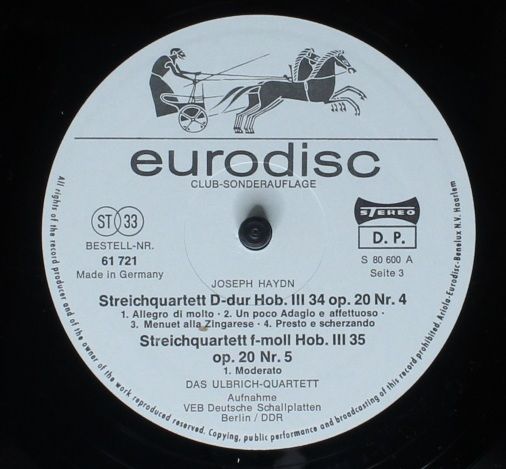 eurodisc
CLUB-SONDERAUFLAGE
ST 33
BESTELL-NR.
61 721
Made in Germany
STEREO
D. P.
S 80 600 A
Seite 3
JOSEPH HAYDN
Streichquartett D-dur Hob. III 34 op. 20 Nr. 4
1. Allegro di molto · 2. Un poco Adagio e affettuoso ·
3. Menuet alla Zingarese · 4. Presto e scherzando
Streichquartett f-moll Hob. III 35
op. 20 Nr. 5
1. Moderato
DAS ULBRICH-QUARTETT
Aufnahme
VEB Deutsche Schallplatten
Berlin / DDR
All rights of the record producer and of the owner of the work reproduced reserved. Copying, public performance and broadcasting of this record prohibited. Ariola-Eurodisc-Benelux N.V. Haarlem